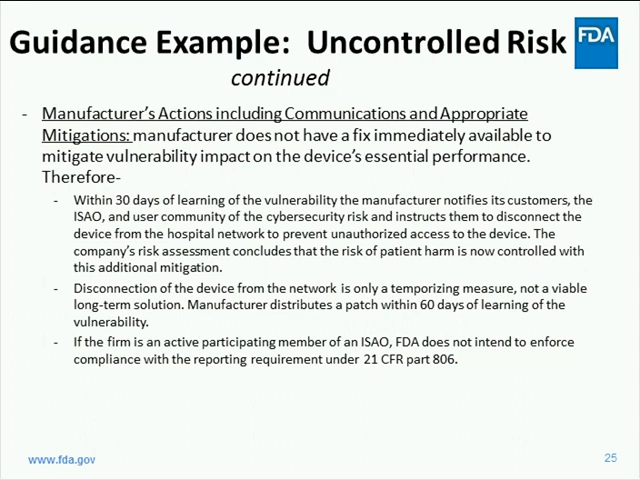 Guidance Example: Uncontrolled Risk
FDA
continued
- Manufacturer's Actions including Communications and Appropriate
Mitigations: manufacturer does not have a fix immediately available to
mitigate vulnerability impact on the device's essential performance.
Therefore-
- Within 30 days of learning of the vulnerability the manufacturer notifies its customers, the
ISAO, and user community of the cybersecurity risk and instructs them to disconnect the
device from the hospital network to prevent unauthorized access to the device. The
company's risk assessment concludes that the risk of patient harm is now controlled with
this additional mitigation.
- Disconnection of the device from the network is only a temporizing measure, not a viable
long-term solution. Manufacturer distributes a patch within 60 days of learning of the
vulnerability.
- If the firm is an active participating member of an ISAO, FDA does not intend to enforce
compliance with the reporting requirement under 21 CFR part 806.
www.fda.gov
25